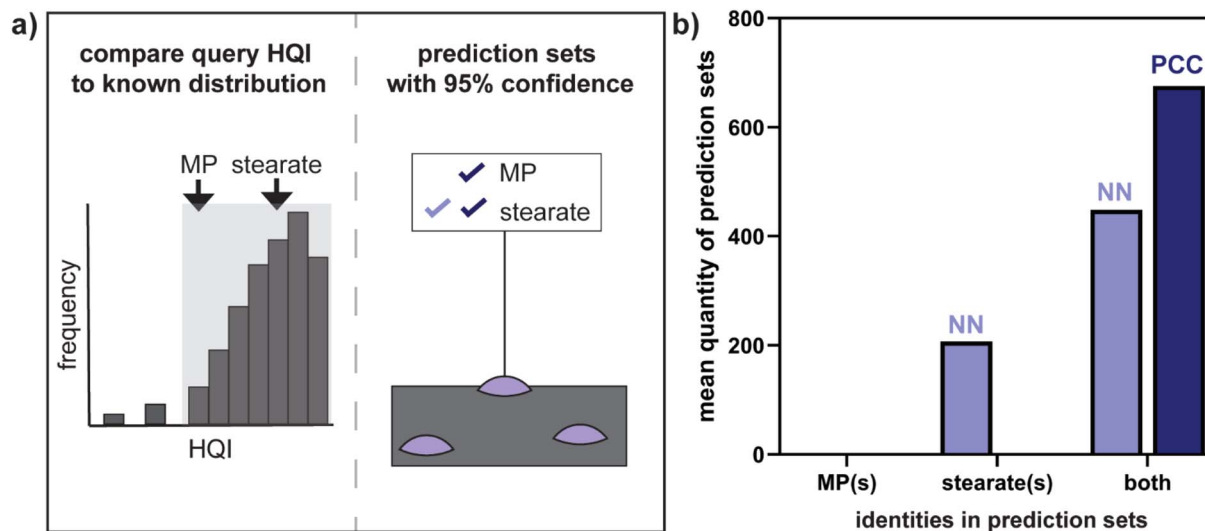 a)
compare query HQI
to known distribution
MP stearate
frequency
HQI
prediction sets
with 95% confidence
MP
stearate
b)
mean quantity of prediction sets
800
600
400
200
0
NN
NN
PCC
MP(s) stearate(s) both
identities in prediction sets